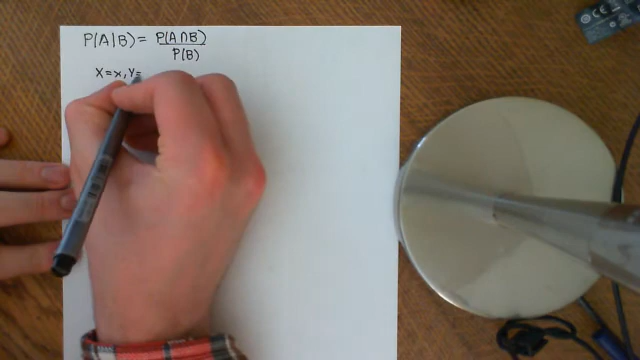 P(A|B) = P(A∩B)
P(B)
X=x, Y=